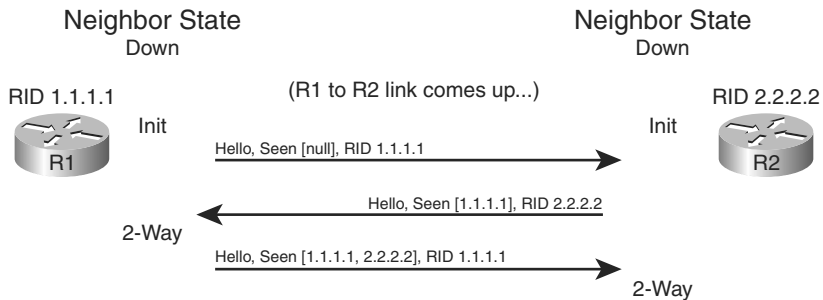 Neighbor State
Down
Neighbor State
Down
RID 1.1.1.1
(R1 to R2 link comes up...)
RID 2.2.2.2
Init
Init
R1
R2
Hello, Seen [null], RID 1.1.1.1
Hello, Seen [1.1.1.1], RID 2.2.2.2
2-Way
Hello, Seen [1.1.1.1, 2.2.2.2], RID 1.1.1.1
2-Way